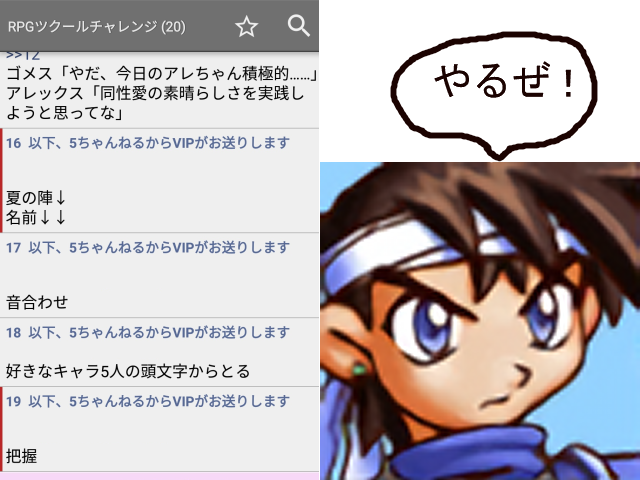 RPGツクールチャレンジ (20)
>>12
ゴメス「やだ、今日のアレちゃん積極的……」
アレックス「同性愛の素晴らしさを実践し
ようと思ってな」
16 以下、5ちゃんねるからVIPがお送りします
夏の陣↓
名前↓↓
17 以下、5ちゃんねるからVIPがお送りします
音合わせ
18 以下、5ちゃんねるからVIPがお送りします
好きなキャラ5人の頭文字からとる
19 以下、5ちゃんねるからVIPがお送りします
把握
やるぜ！